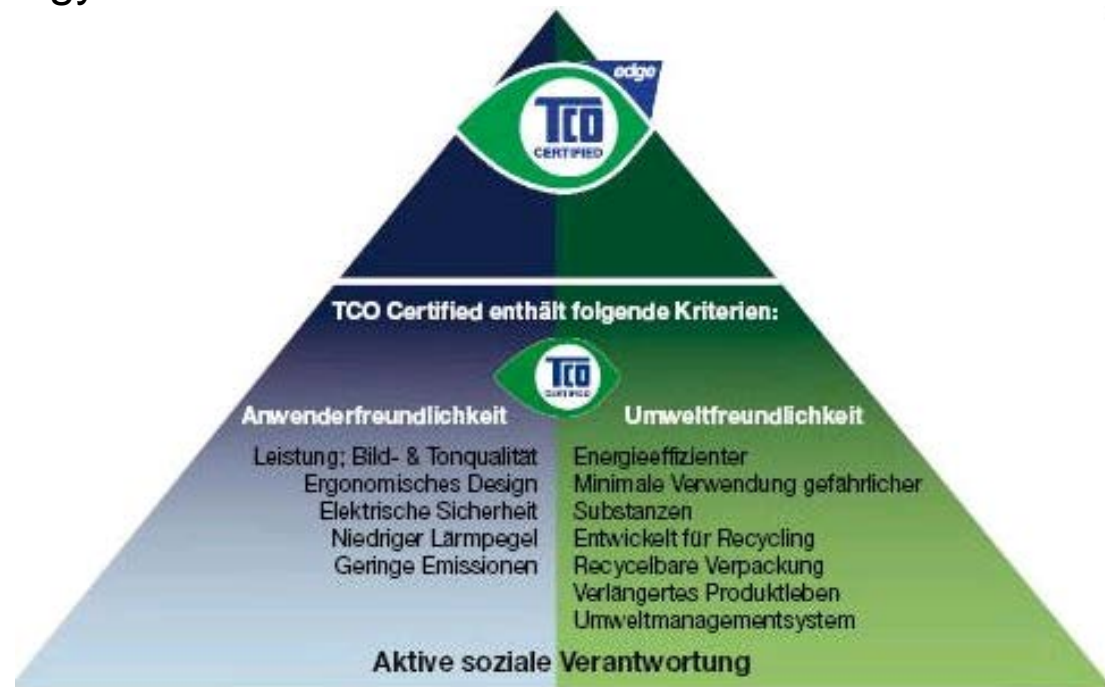 gy
edge
TCO
CERTIFIED
TCO Certified enthält folgende Kriterien:
TCO
CERTIFIED
Anwenderfreundlichkeit
Leistung; Bild- & Tonqualität
Ergonomisches Design
Elektrische Sicherheit
Niedriger Lärmpegel
Geringe Emissionen
Umweltfreundlichkeit
Energieeffizienter
Minimale Verwendung gefährlicher
Substanzen
Entwickelt für Recycling
Recycelbare Verpackung
Verlängertes Produktleben
Umweltmanagementsystem
Aktive soziale Verantwortung